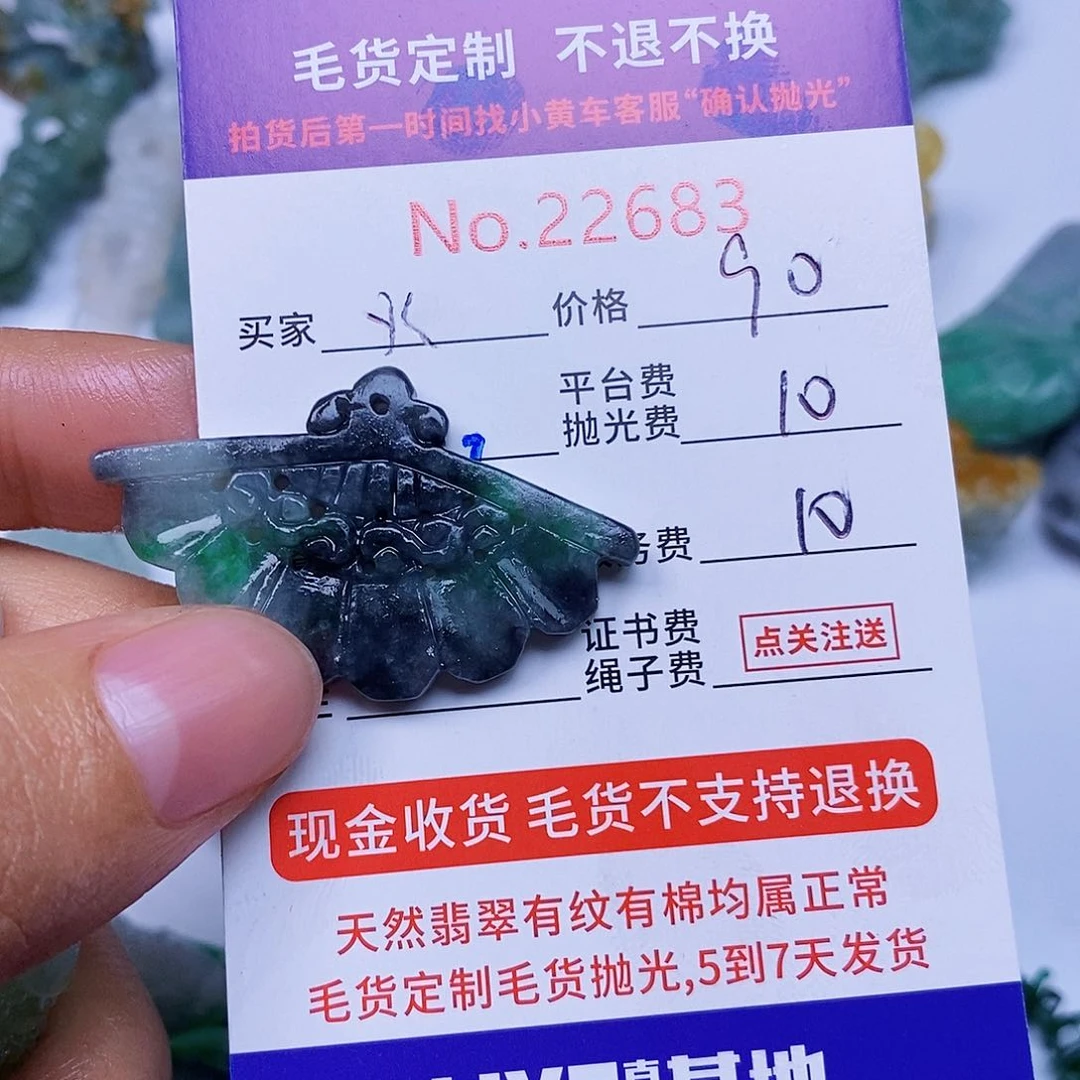 毛货定制 不退不换
拍货后第一时间找小黄车客服“确认抛光”
No.22683
买家 价格 90
平台费
抛光费 10
务费 10
证书费
绳子费 点关注送
现金收货 毛货不支持退换
天然翡翠有纹有棉均属正常
毛货定制毛货抛光,5到7天发货
基地